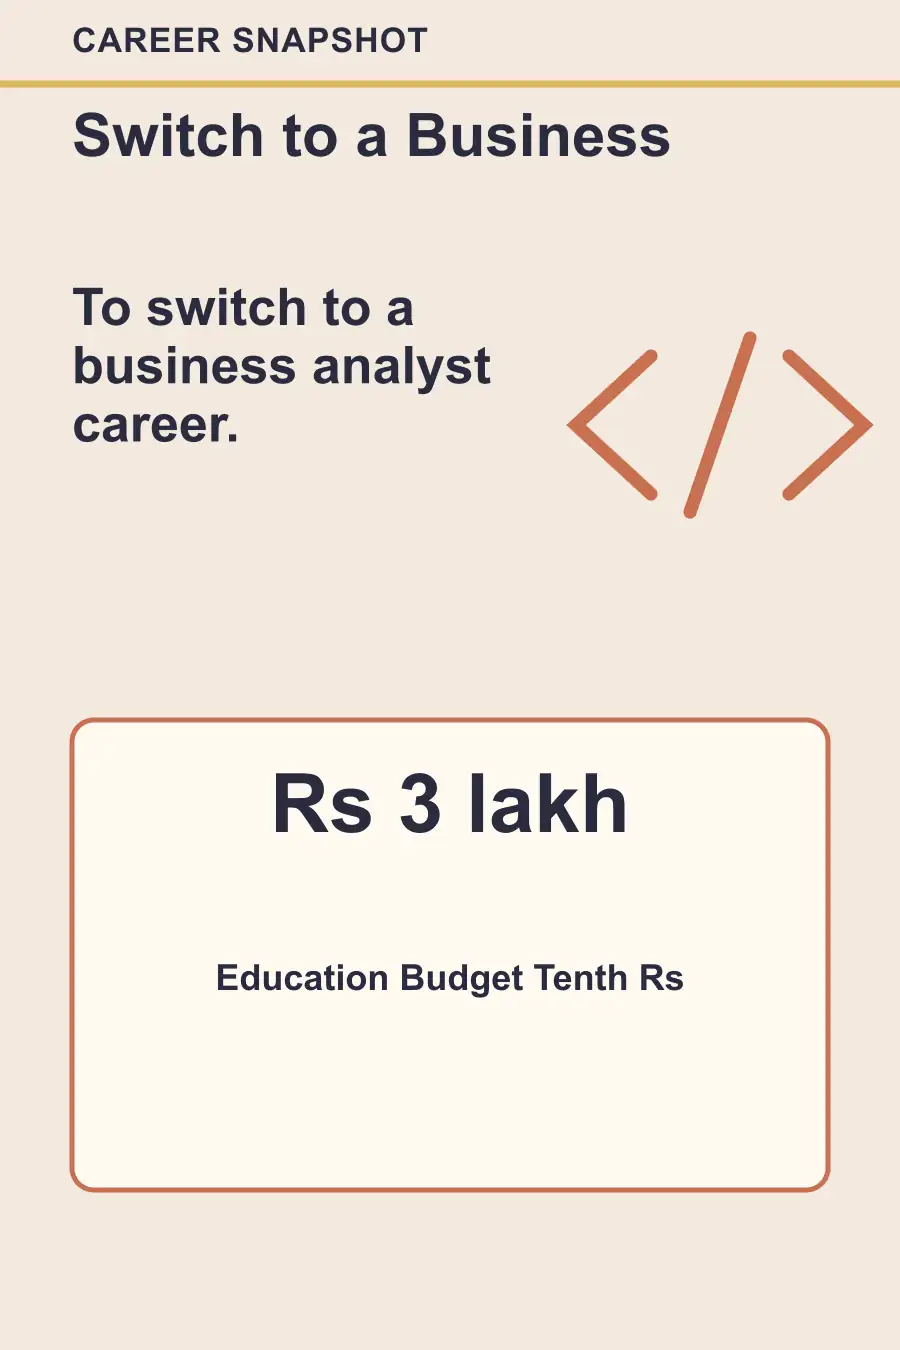 CAREER SNAPSHOT
Switch to a Business
To switch to a
business analyst
career.
Rs 3 lakh
Education Budget Tenth Rs